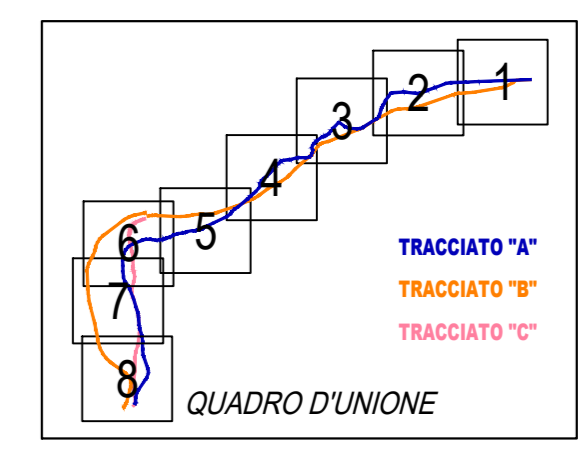 1
2
3
4
5
6
7
8
TRACCIATO "A"
TRACCIATO "B"
TRACCIATO "C"
QUADRO D'UNIONE